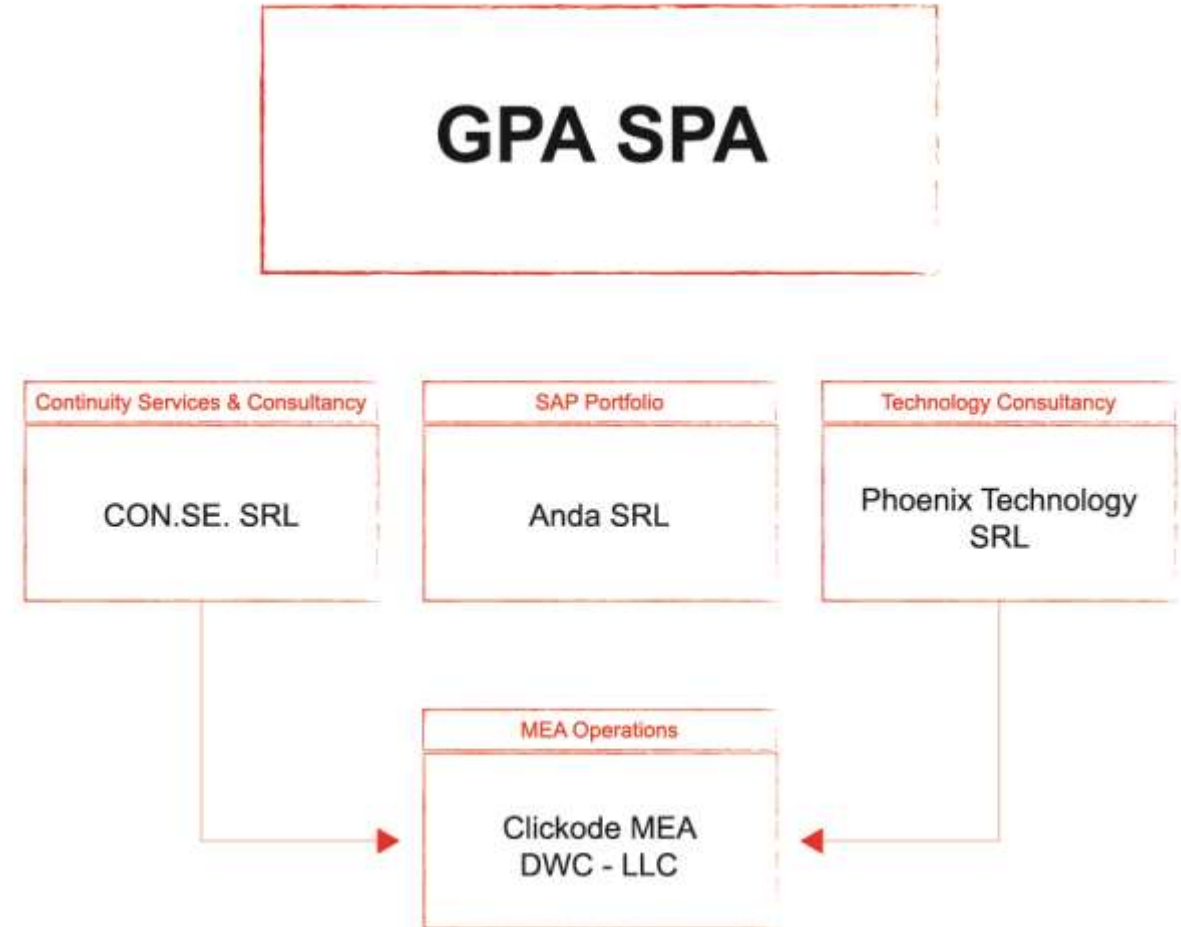 GPA SPA
Continuity Services & Consultancy
SAP Portfolio
Technology Consultancy
CON.SE. SRL
Anda SRL
Phoenix Technology
SRL
MEA Operations
Clickode MEA
DWC - LLC